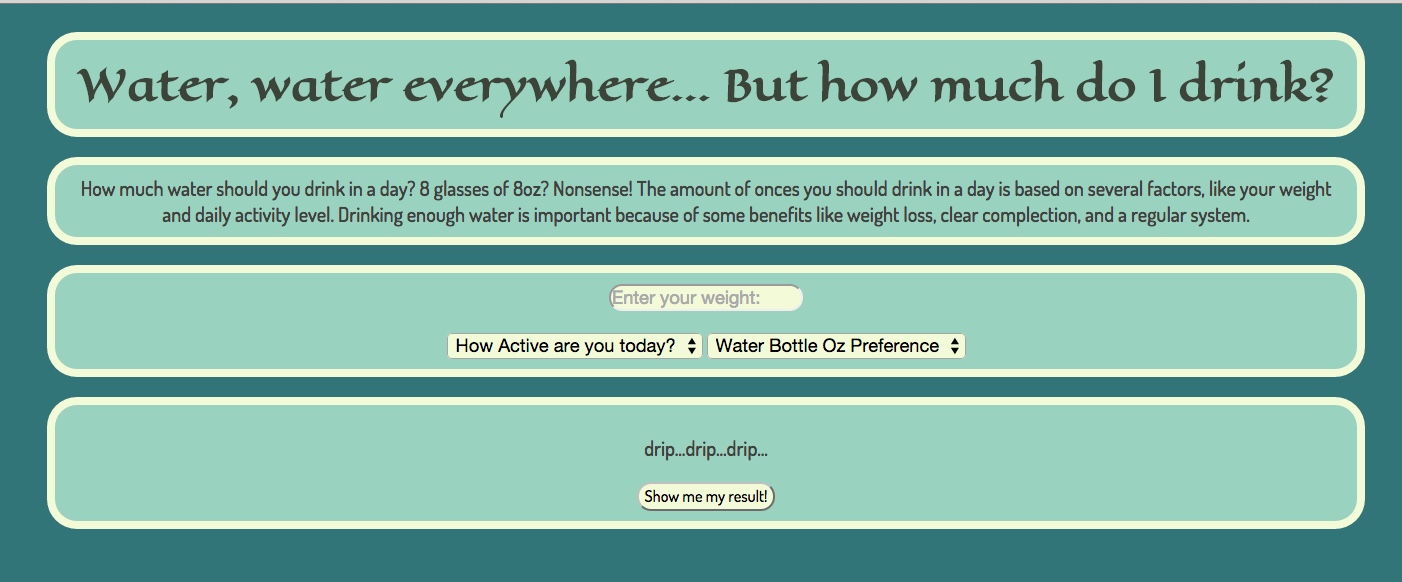 Water, water everywhere... But how much do I drink?
How much water should you drink in a day? 8 glasses of 8oz? Nonsense! The amount of onces you should drink in a day is based on several factors, like your weight
and daily activity level. Drinking enough water is important because of some benefits like weight loss, clear complection, and a regular system.
Enter your weight:
How Active are you today? Water Bottle Oz Preference
drip...drip...drip...
Show me my result!